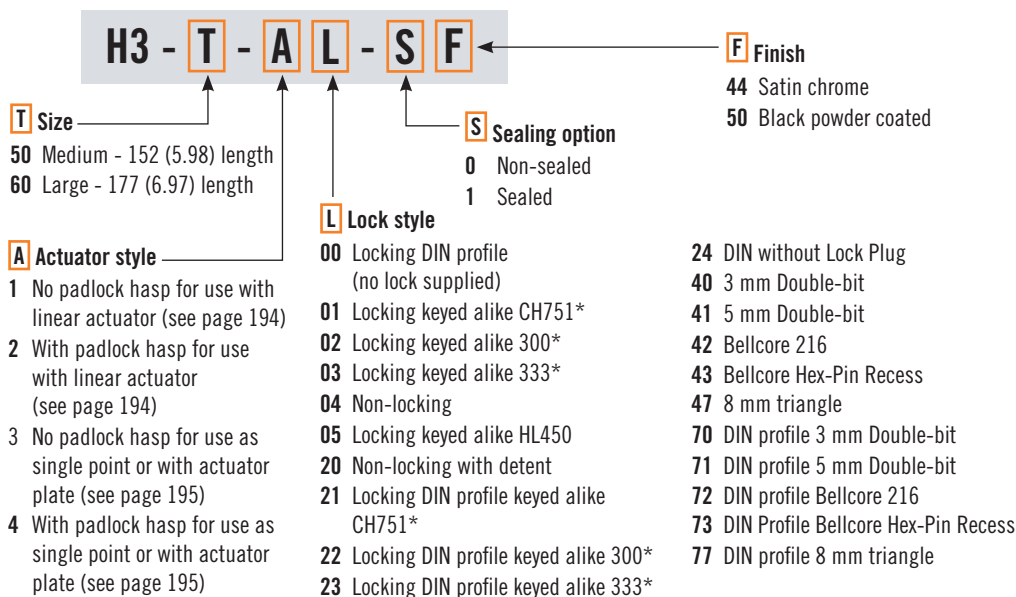 H3 - T - A L - S F
F Finish
44 Satin chrome
50 Black powder coated
T Size
50 Medium - 152 (5.98) length
60 Large - 177 (6.97) length
S Sealing option
0 Non-sealed
1 Sealed
A Actuator style
1 No padlock hasp for use with
linear actuator (see page 194)
2 With padlock hasp for use
with linear actuator
(see page 194)
3 No padlock hasp for use as
single point or with actuator
plate (see page 195)
4 With padlock hasp for use as
single point or with actuator
plate (see page 195)
L Lock style
00 Locking DIN profile
(no lock supplied)
01 Locking keyed alike CH751*
02 Locking keyed alike 300*
03 Locking keyed alike 333*
04 Non-locking
05 Locking keyed alike HL450
20 Non-locking with detent
21 Locking DIN profile keyed alike
CH751*
22 Locking DIN profile keyed alike 300*
23 Locking DIN profile keyed alike 333*
24 DIN without Lock Plug
40 3 mm Double-bit
41 5 mm Double-bit
42 Bellcore 216
43 Bellcore Hex-Pin Recess
47 8 mm triangle
70 DIN profile 3 mm Double-bit
71 DIN profile 5 mm Double-bit
72 DIN profile Bellcore 216
73 DIN Profile Bellcore Hex-Pin Recess
77 DIN profile 8 mm triangle